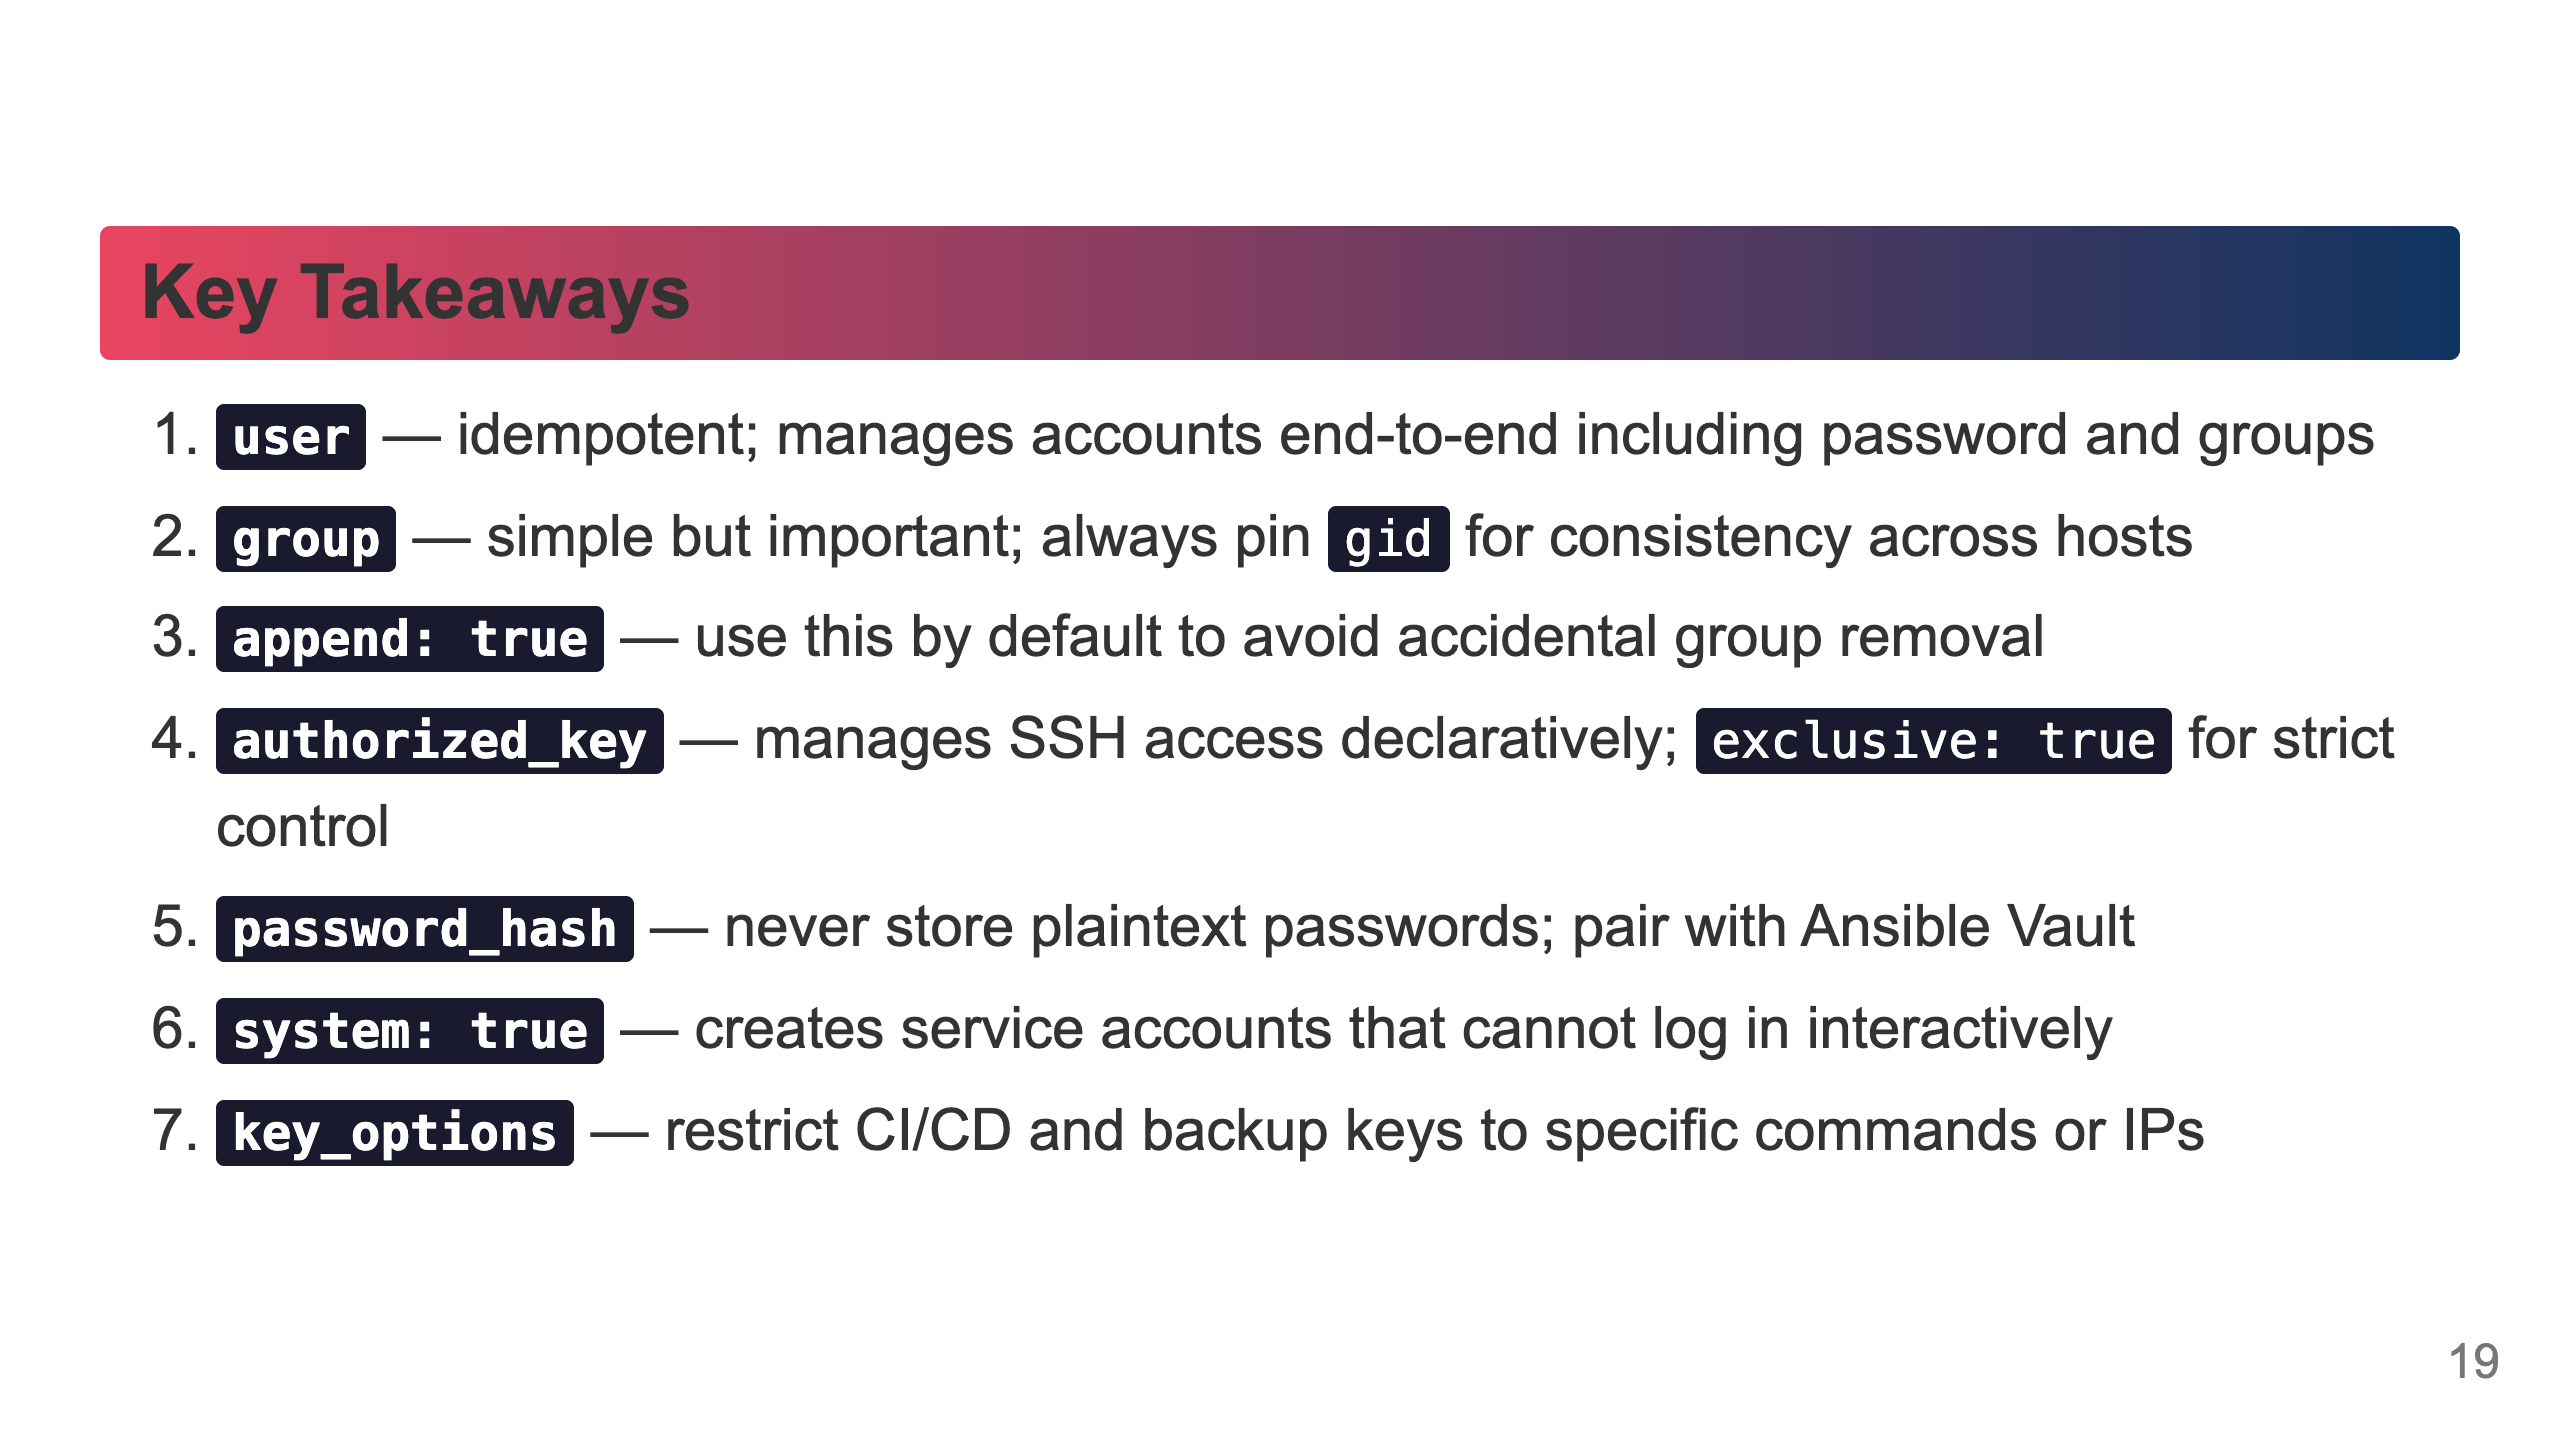 Key Takeaways
1. user — idempotent; manages accounts end-to-end including password and groups
2. group — simple but important; always pin gid for consistency across hosts
3. append: true — use this by default to avoid accidental group removal
4. authorized_key — manages SSH access declaratively; exclusive: true for strict
control
5. password_hash — never store plaintext passwords; pair with Ansible Vault
6. system: true — creates service accounts that cannot log in interactively
7. key_options — restrict CI/CD and backup keys to specific commands or IPs
19